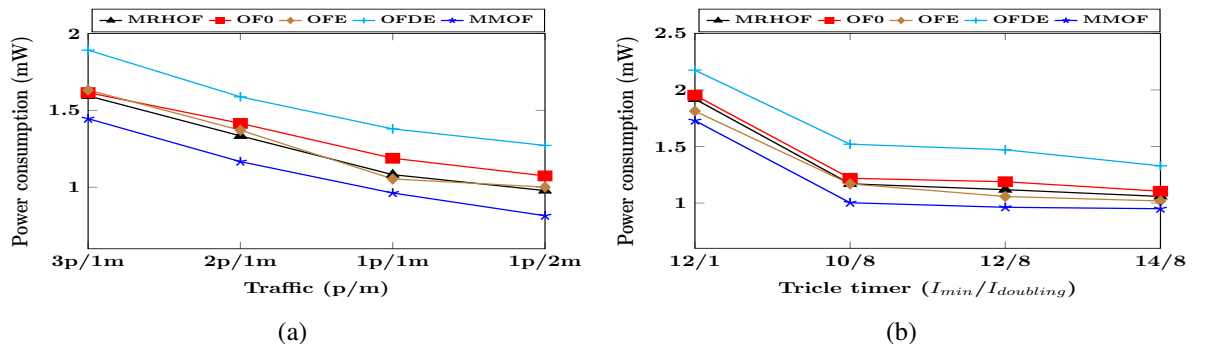 MRHOF OF0 OFE OFDE MMOF
2
1.5
1
Power consumption (mW)
3p/1m 2p/1m 1p/1m 1p/2m
Traffic (p/m)
(a)
MRHOF OF0 OFE OFDE MMOF
2.5
2
1.5
1
Power consumption (mW)
12/1 10/8 12/8 14/8
Tricle timer (I_min/I_doubling)
(b)